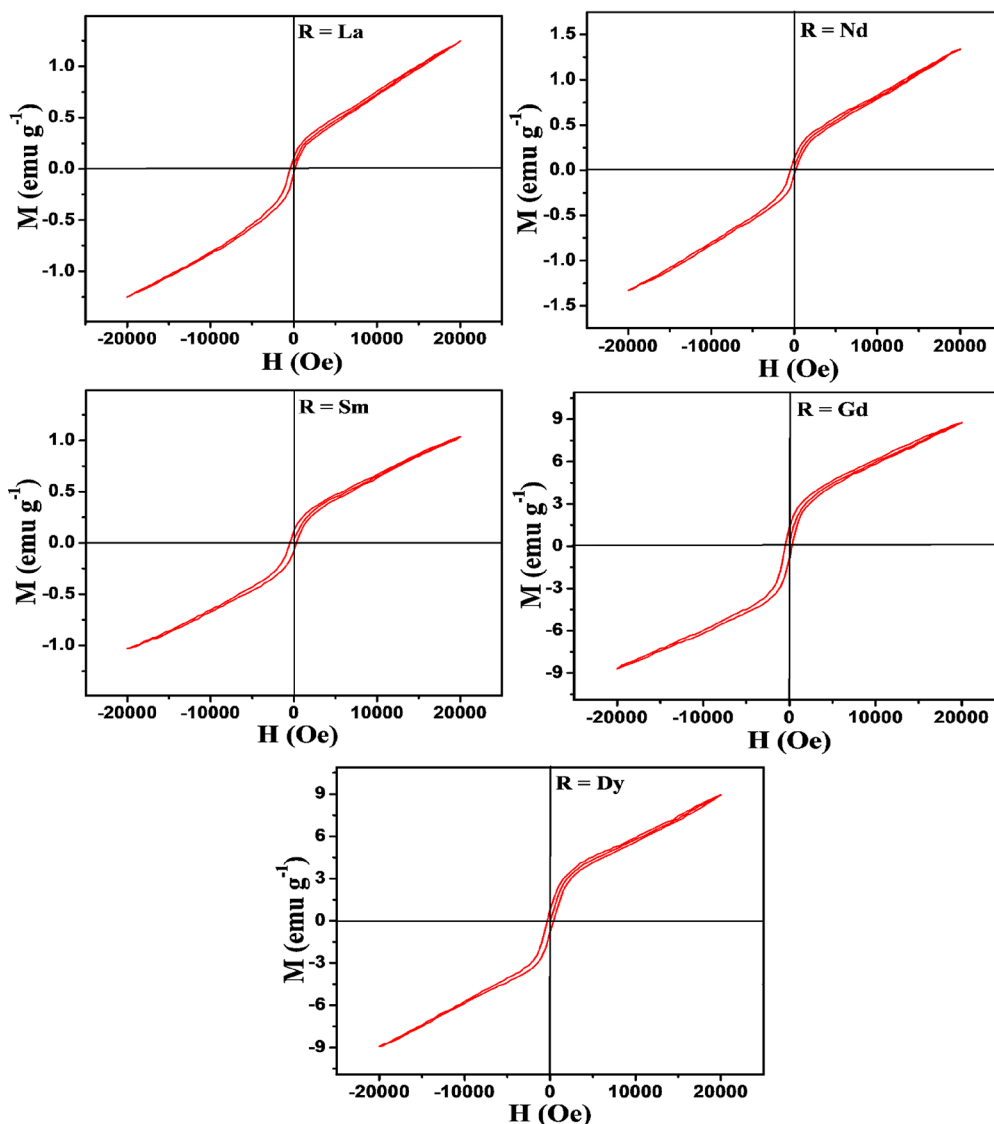 R = La
M (emu g-1)
1.0
0.5
0.0
-0.5
-1.0
-20000 -10000 0 10000 20000
H (Oe)
R = Nd
M (emu g-1)
1.5
1.0
0.5
0.0
-0.5
-1.0
-1.5
-20000 -10000 0 10000 20000
H (Oe)
R = Sm
M (emu g-1)
1.0
0.5
0.0
-0.5
-1.0
-20000 -10000 0 10000 20000
H (Oe)
R = Gd
M (emu g-1)
9
6
3
0
-3
-6
-9
-20000 -10000 0 10000 20000
H (Oe)
R = Dy
M (emu g-1)
9
6
3
0
-3
-6
-9
-20000 -10000 0 10000 20000
H (Oe)